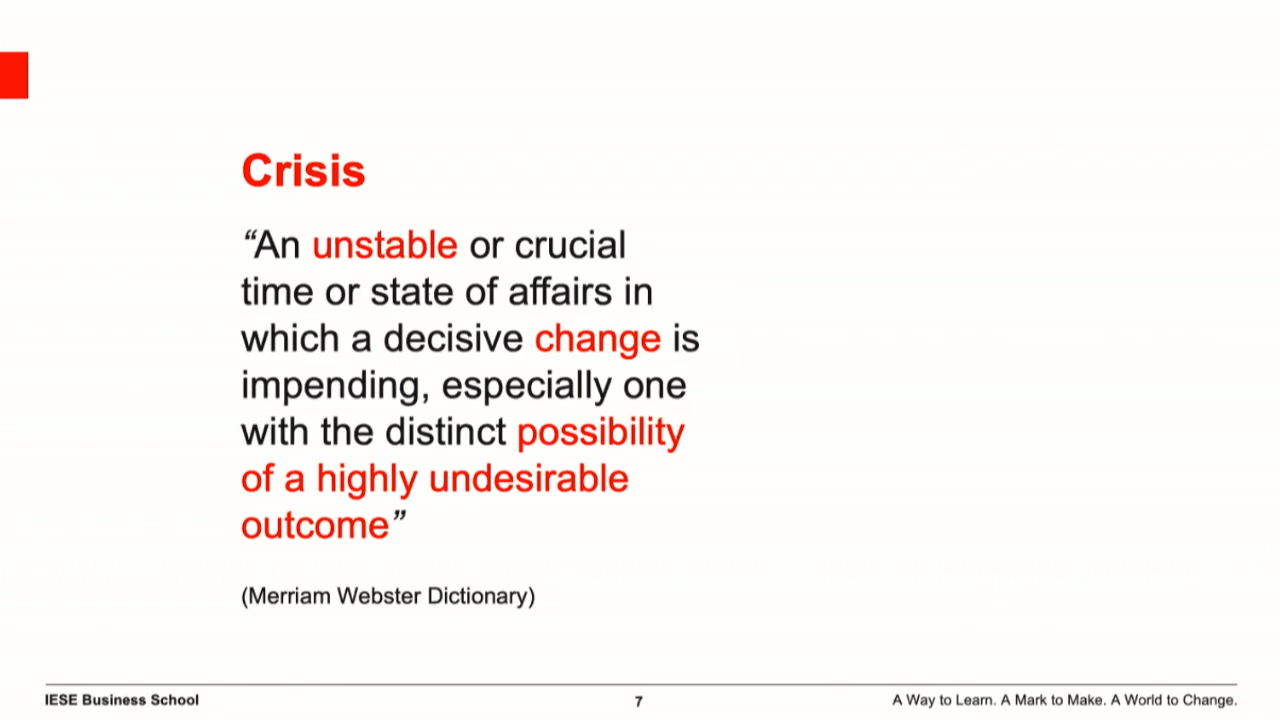 Crisis
“An unstable or crucial
time or state of affairs in
which a decisive change is
impending, especially one
with the distinct possibility
of a highly undesirable
outcome”
(Merriam Webster Dictionary)
IESE Business School
7
A Way to Learn. A Mark to Make. A World to Change.